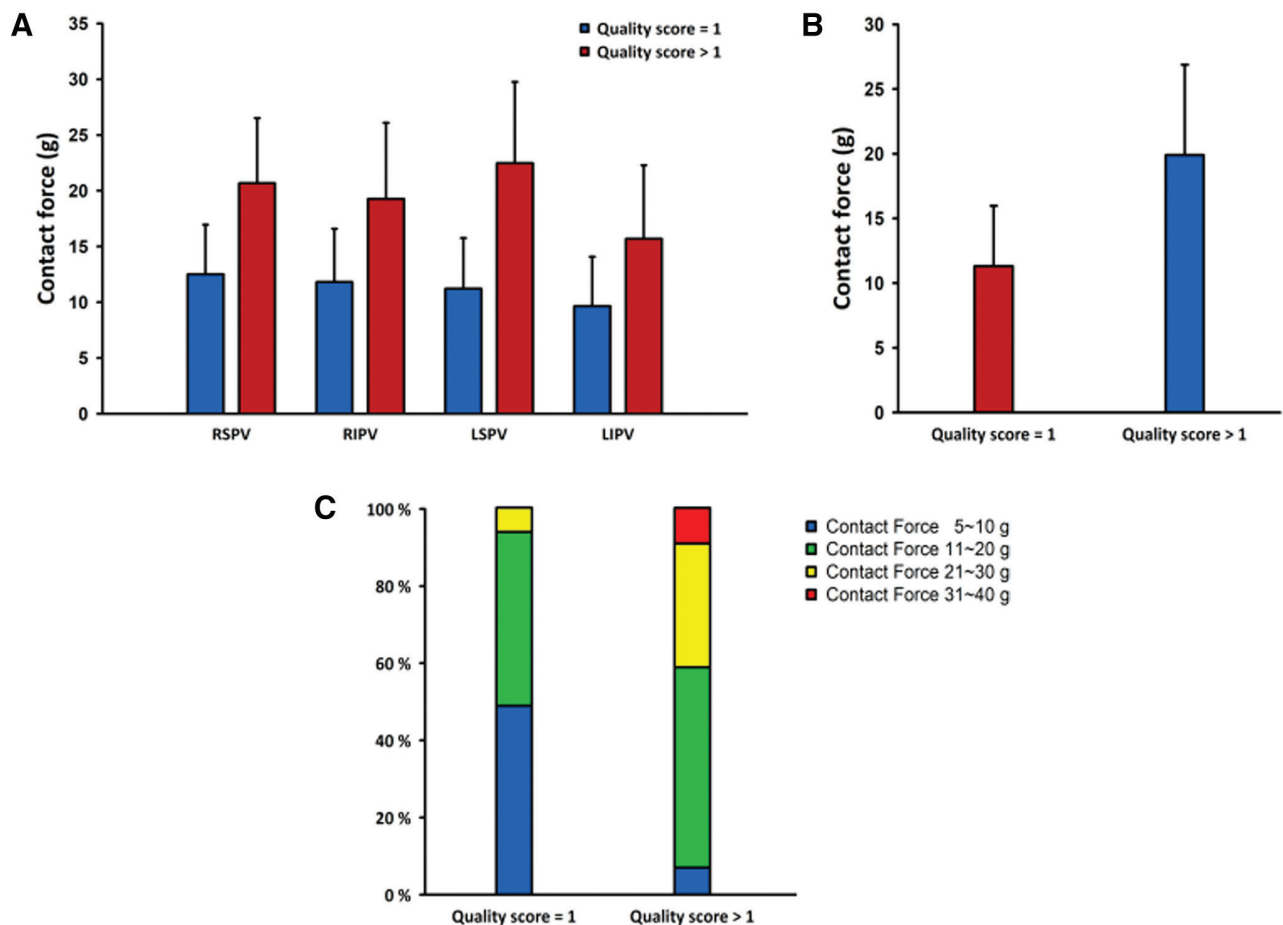 A
Contact force (g)
35
30
25
20
15
10
5
0
Quality score = 1
Quality score > 1
RSPV RIPV LSPV LIPV
B
Contact force (g)
30
25
20
15
10
5
0
Quality score = 1 Quality score > 1
C
100 %
80 %
60 %
40 %
20 %
0 %
Quality score = 1 Quality score > 1
Contact Force 5~10 g
Contact Force 11~20 g
Contact Force 21~30 g
Contact Force 31~40 g